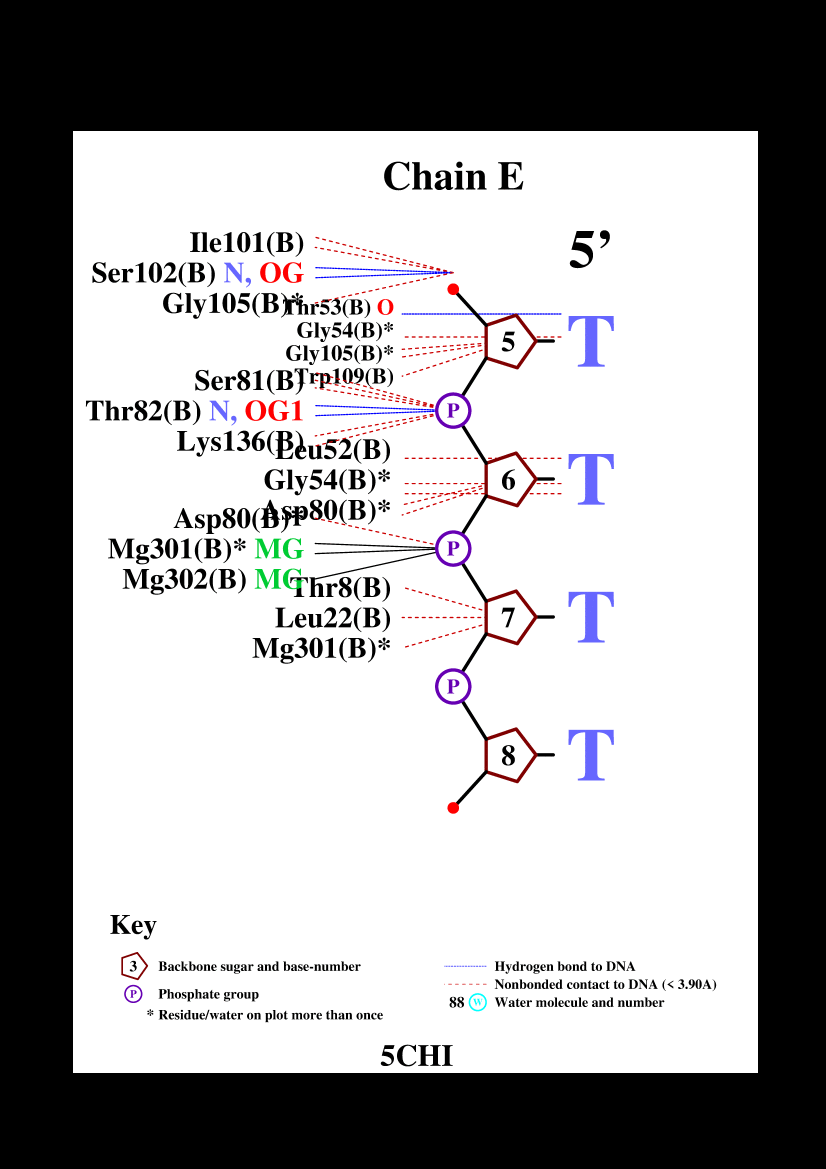 Chain E
5’
Ile101(B)
Ser102(B) N, OG
Gly105(B)*
Thr53(B) O
Gly54(B)*
Gly105(B)*
Trp109(B)
5 T
Ser81(B)
P
Thr82(B) N, OG1
Lys136(B)
Leu52(B)
Gly54(B)*
Asp80(B)*
6 T
Asp80(B)*
P
Mg301(B)* MG
Mg302(B) MG
Thr8(B)
Leu22(B)
Mg301(B)*
7 T
P
8 T
Key
3 Backbone sugar and base-number
P Phosphate group
* Residue/water on plot more than once
Hydrogen bond to DNA
Nonbonded contact to DNA (< 3.90A)
88 W Water molecule and number
5CHI